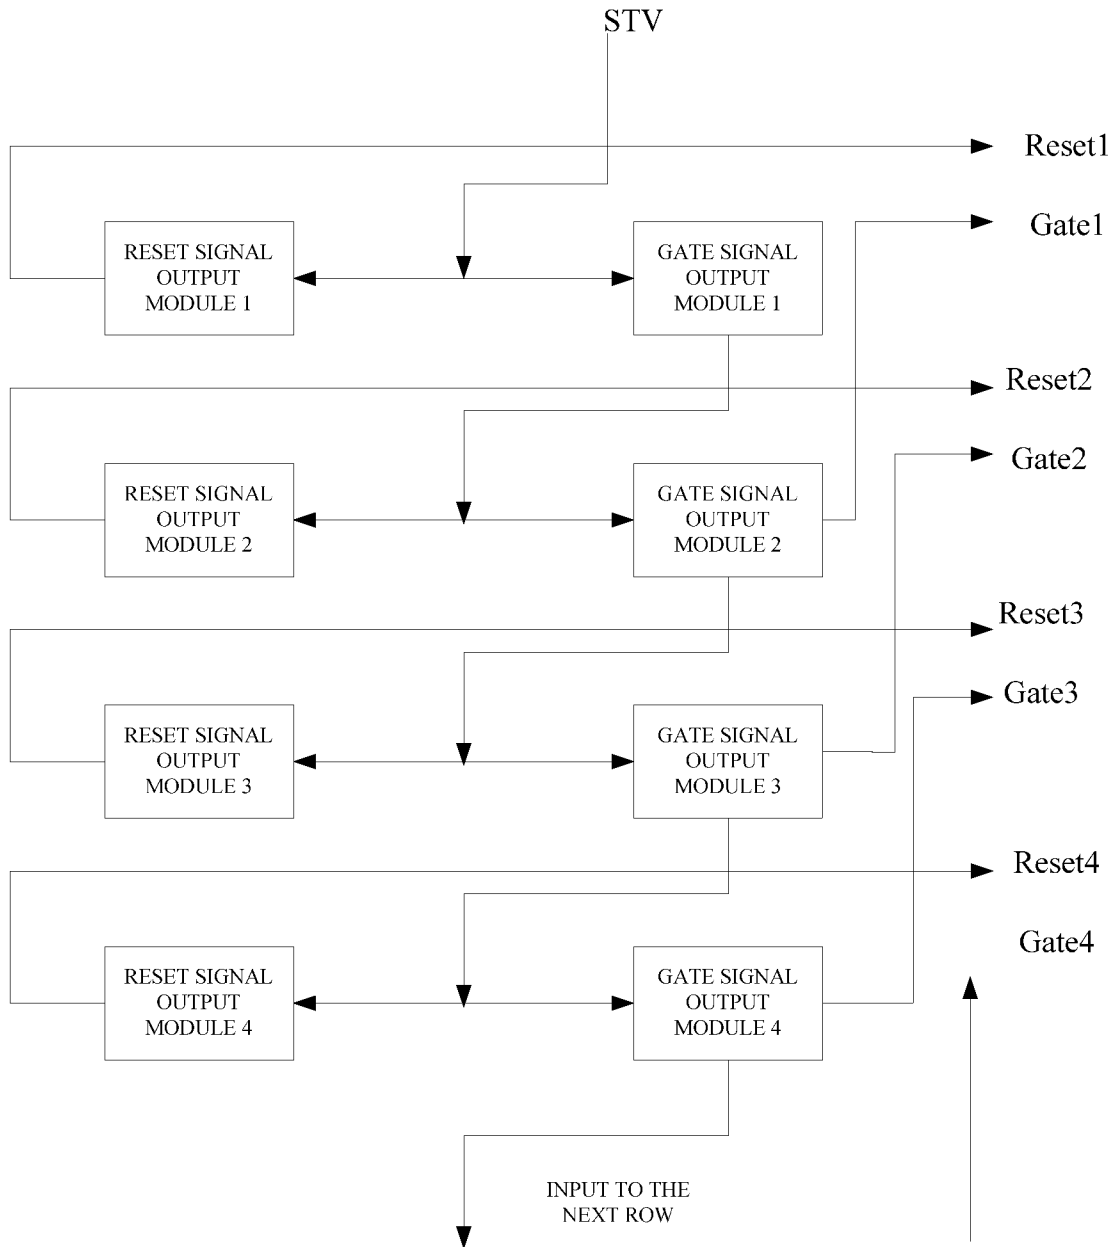 STV
Reset1
Gate1
RESET SIGNAL
OUTPUT
MODULE 1
GATE SIGNAL
OUTPUT
MODULE 1
Reset2
Gate2
RESET SIGNAL
OUTPUT
MODULE 2
GATE SIGNAL
OUTPUT
MODULE 2
Reset3
Gate3
RESET SIGNAL
OUTPUT
MODULE 3
GATE SIGNAL
OUTPUT
MODULE 3
Reset4
Gate4
RESET SIGNAL
OUTPUT
MODULE 4
GATE SIGNAL
OUTPUT
MODULE 4
INPUT TO THE
NEXT ROW